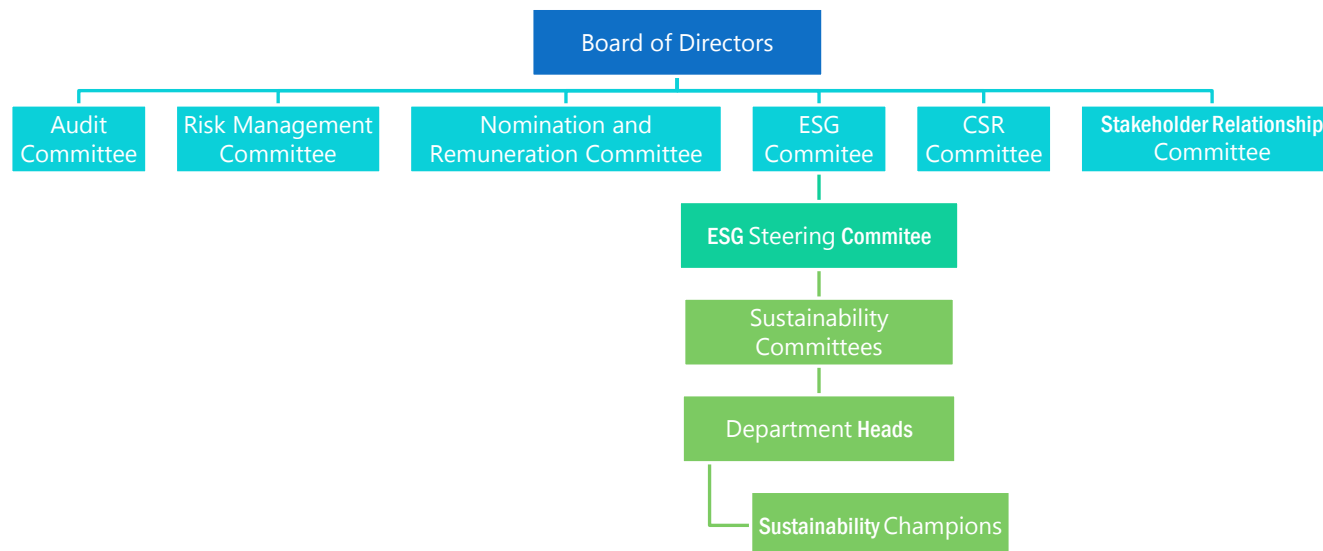 Board of Directors
Audit
Committee
Risk Management
Committee
Nomination and
Remuneration Committee
ESG
Commitee
CSR
Committee
Stakeholder Relationship
Committee
ESG Steering Commitee
Sustainability
Committees
Department Heads
Sustainability Champions